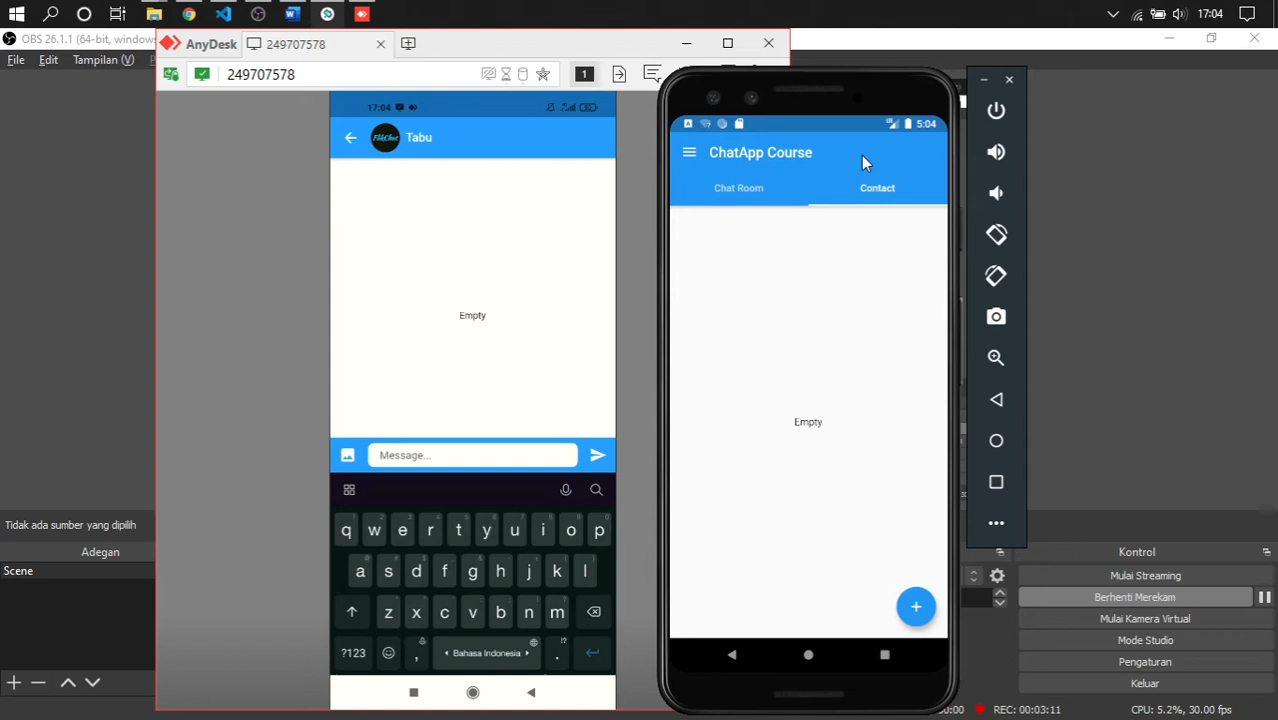 17:04
OBS 26.1.1 (64-bit, windows
File
Edit
Tampilan (V)
AnyDesk
249707578
249707578
1
17:04
FlikChat
Tabu
Empty
Message...
q w e r t y u i o p
a s d f g h j k l
z x c v b n m
?123
,
Bahasa Indonesia
.
!?
5:04
ChatApp Course
Chat Room
Contact
Empty
+
Tidak ada sumber yang dipilih
Adegan
Scene
Kontrol
Mulai Streaming
Berhenti Merekam
Mulai Kamera Virtual
Mode Studio
Pengaturan
Keluar
REC: 00:03:11
CPU: 5.2%, 30.00 fps